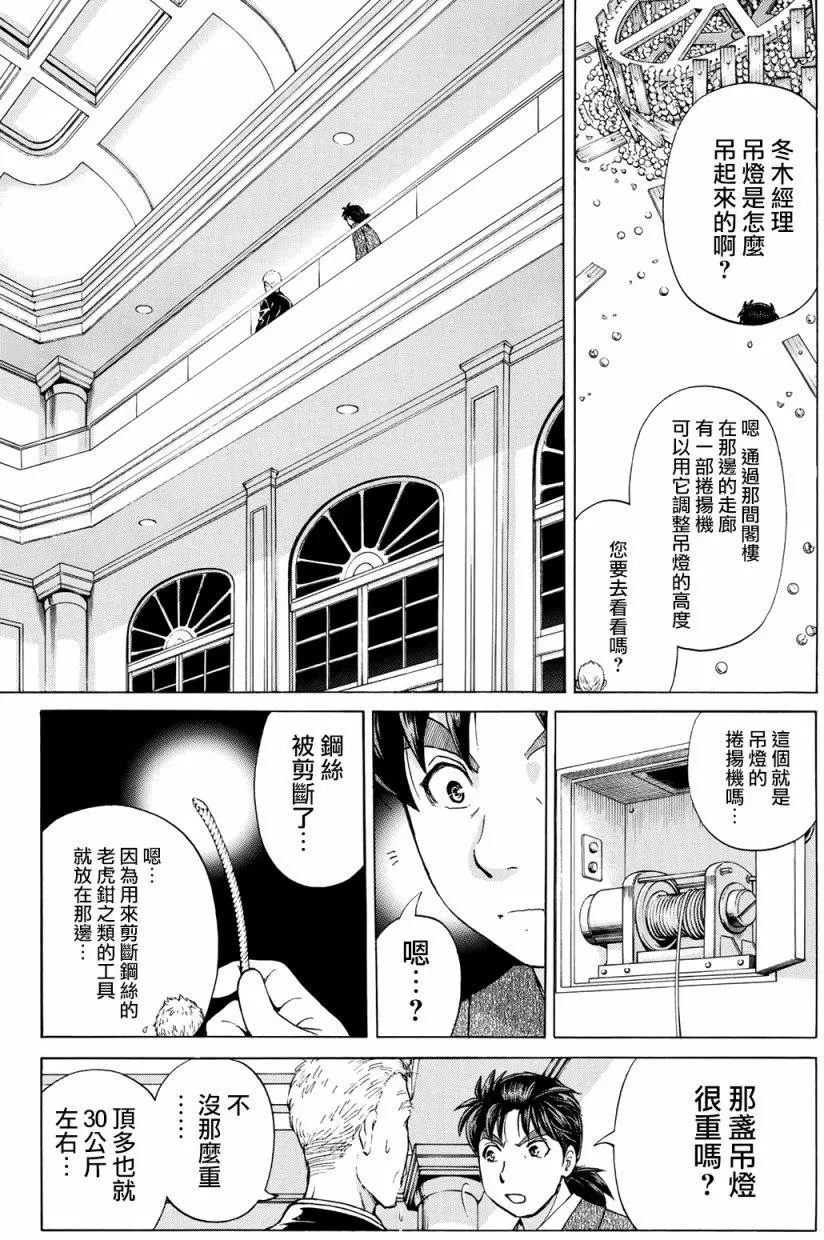 冬木經理
吊燈是怎麼
吊起來的啊？
嗯 通過那間閣樓
在那邊的走廊
有一部捲揚機
可以用它調整吊燈的高度
您要去看看嗎？
這個就是
吊燈的
捲揚機嗎…
嗯…？
鋼絲
被剪斷了…
嗯…
因為用來剪斷鋼絲的
老虎鉗之類的工具
就放在那邊…
那盞吊燈
很重嗎？
不
沒那麼重
……
頂多也就
30公斤
左右…